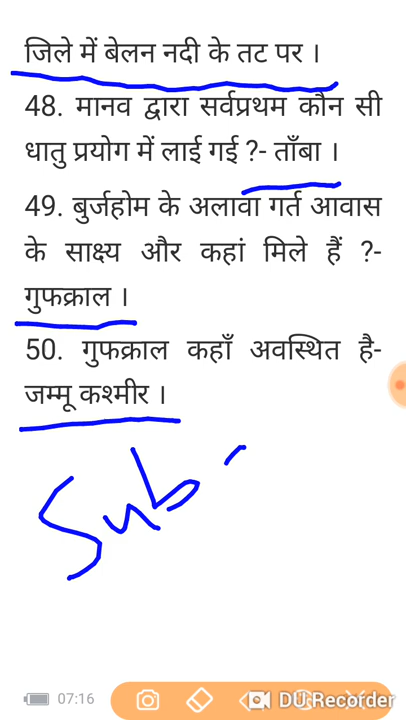 जिले में बेलन नदी के तट पर ।
48. मानव द्वारा सर्वप्रथम कौन सी
धातु प्रयोग में लाई गई ?- ताँबा ।
49. बुर्जहोम के अलावा गर्त आवास
के साक्ष्य और कहां मिले हैं ?-
गुफक्राल ।
50. गुफक्राल कहाँ अवस्थित है-
जम्मू कश्मीर ।
Sub
07:16
DU Recorder